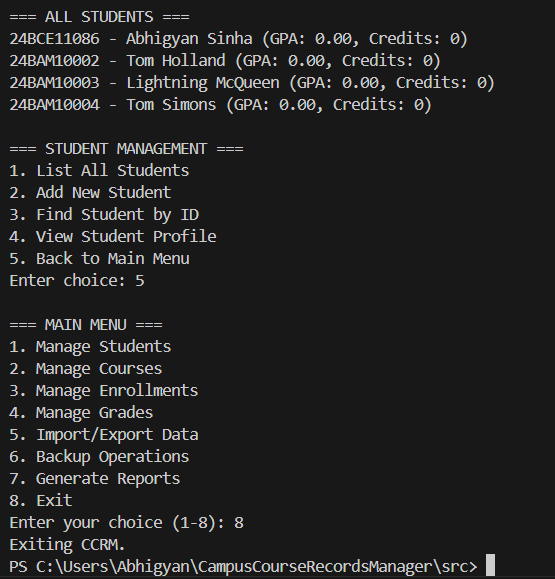 === ALL STUDENTS ===
24BCE11086 - Abhigyan Sinha (GPA: 0.00, Credits: 0)
24BAM10002 - Tom Holland (GPA: 0.00, Credits: 0)
24BAM10003 - Lightning McQueen (GPA: 0.00, Credits: 0)
24BAM10004 - Tom Simons (GPA: 0.00, Credits: 0)

=== STUDENT MANAGEMENT ===
1. List All Students
2. Add New Student
3. Find Student by ID
4. View Student Profile
5. Back to Main Menu
Enter choice: 5

=== MAIN MENU ===
1. Manage Students
2. Manage Courses
3. Manage Enrollments
4. Manage Grades
5. Import/Export Data
6. Backup Operations
7. Generate Reports
8. Exit
Enter your choice (1-8): 8
Exiting CCRM.
PS C:\Users\Abhigyan\CampusCourseRecordsManager\src>